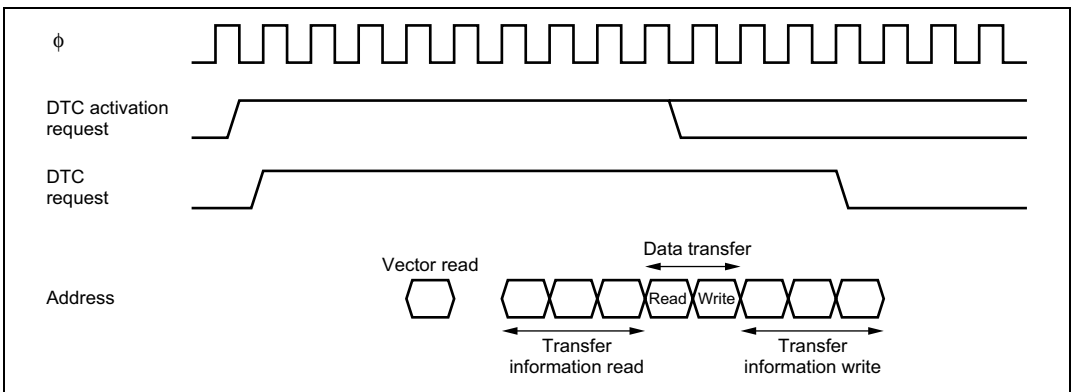 ϕ
DTC activation
request
DTC
request
Data transfer
Vector read
Address
Read
Write
Transfer
information read
Transfer
information write